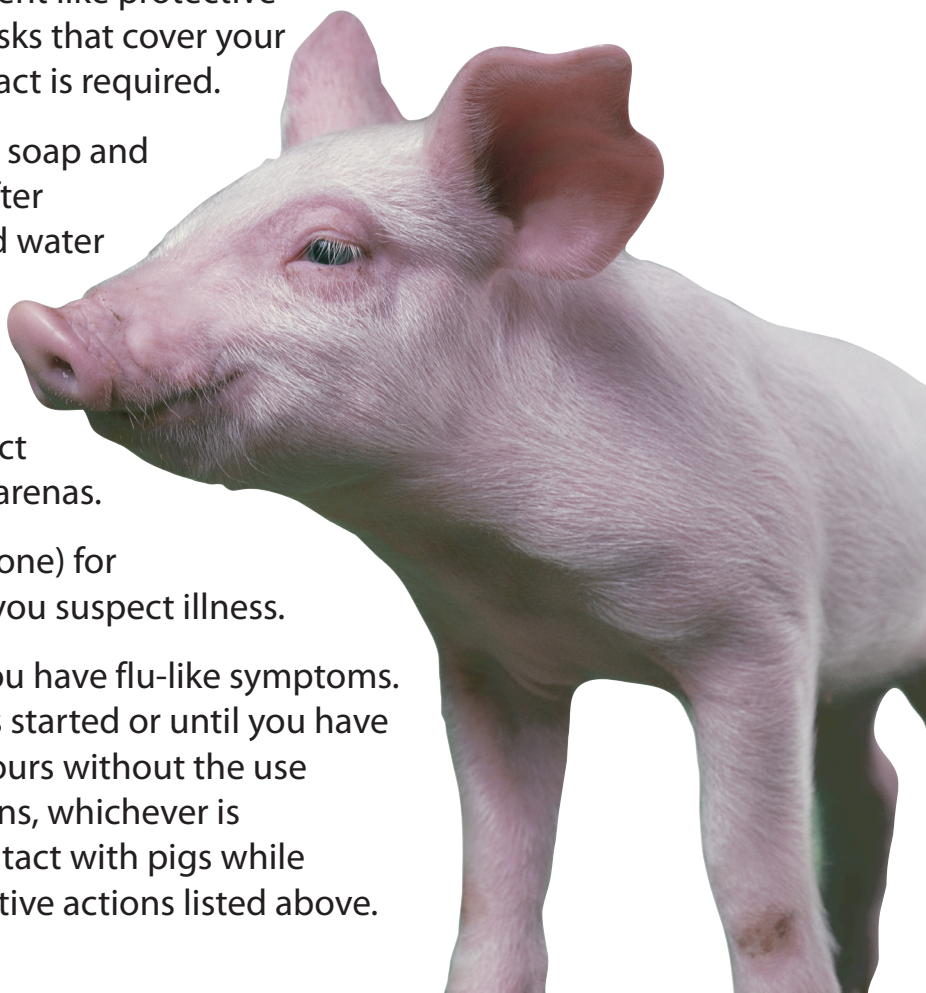 ent like protective
sks that cover your
act is required.
soap and
fter
d water
ct
arenas.
one) for
you suspect illness.
ou have flu-like symptoms.
s started or until you have
ours without the use
ns, whichever is
tact with pigs while
tive actions listed above.